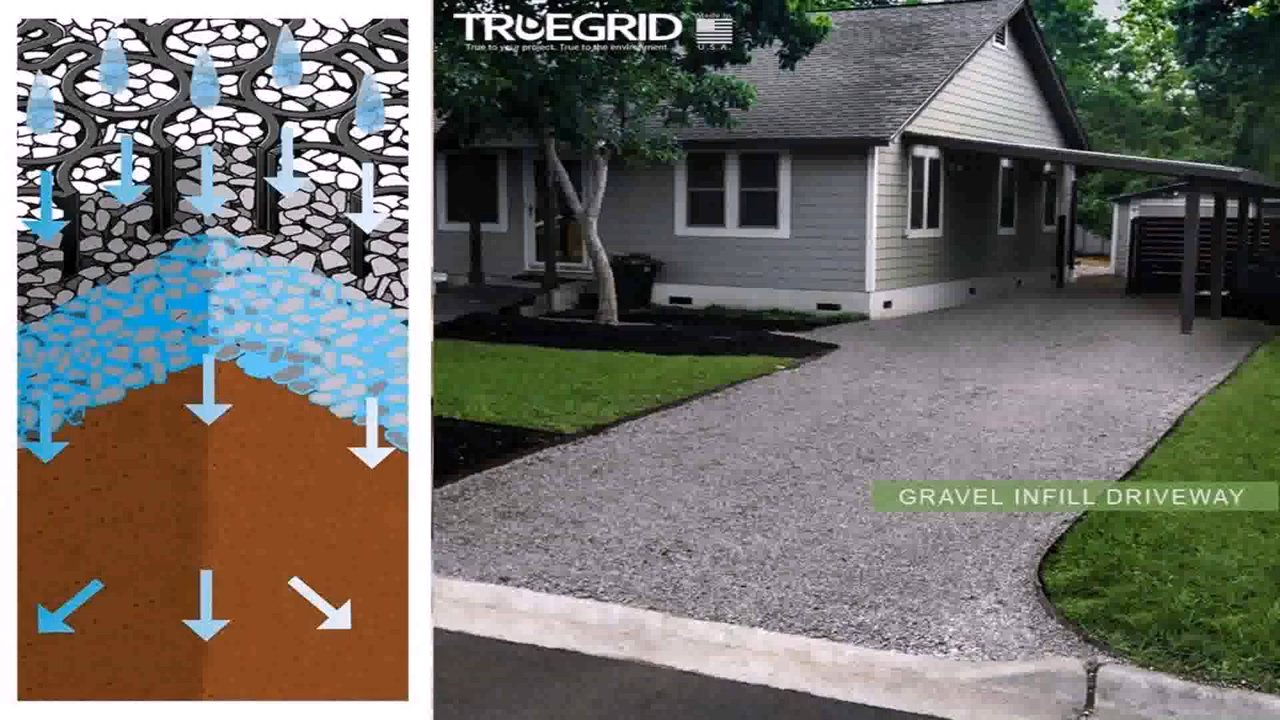 TRUEGRID
True to your project. True to the environment.
U.S.A.
GRAVEL INFILL DRIVEWAY